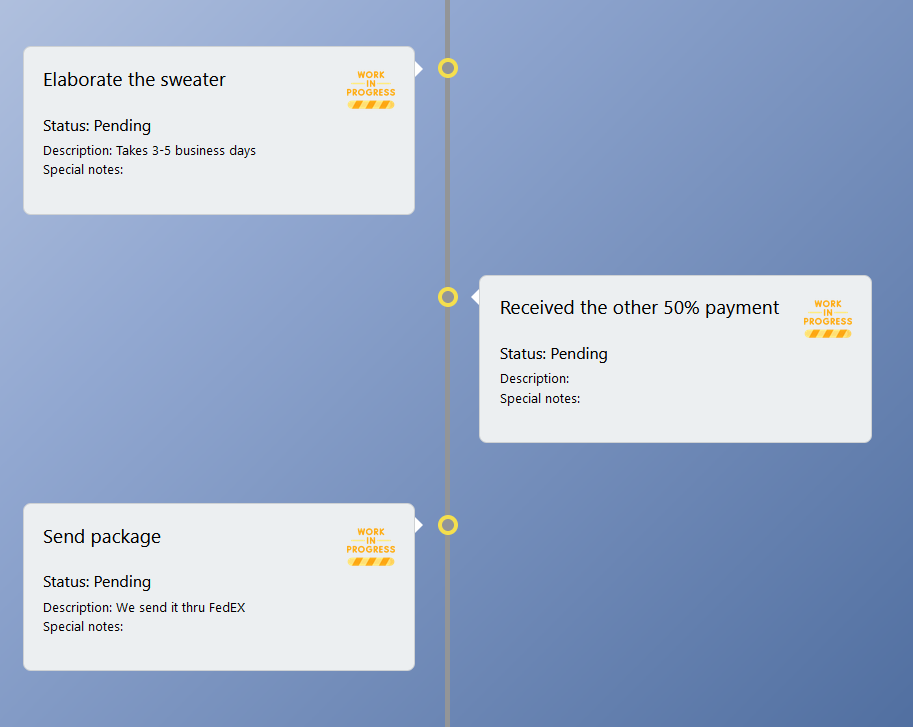 Elaborate the sweater
WORK
IN
PROGRESS
Status: Pending
Description: Takes 3-5 business days
Special notes:
Received the other 50% payment
WORK
IN
PROGRESS
Status: Pending
Description:
Special notes:
Send package
WORK
IN
PROGRESS
Status: Pending
Description: We send it thru FedEX
Special notes: